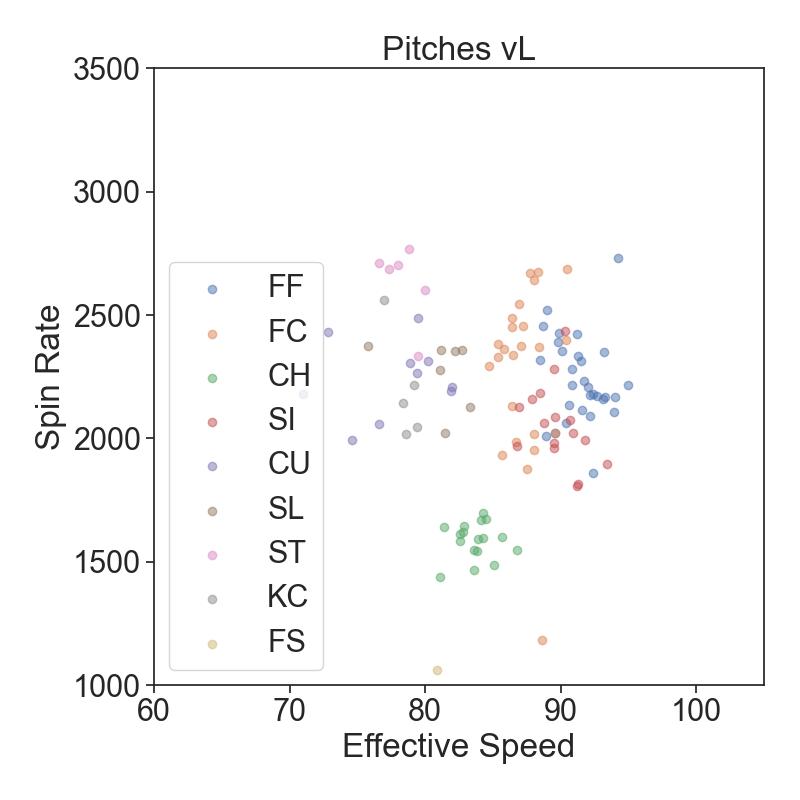 Pitches vL
Spin Rate
3500
3000
2500
2000
1500
1000
FF
FC
CH
SI
CU
SL
ST
KC
FS
60 70 80 90 100
Effective Speed